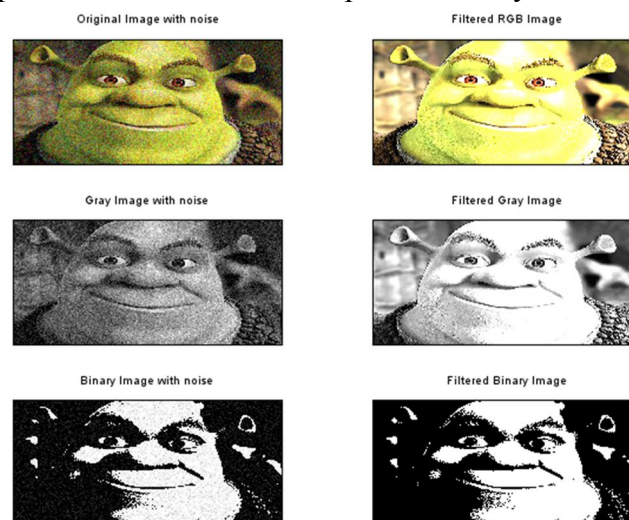 Original Image with noise
Filtered RGB Image
Gray Image with noise
Filtered Gray Image
Binary Image with noise
Filtered Binary Image